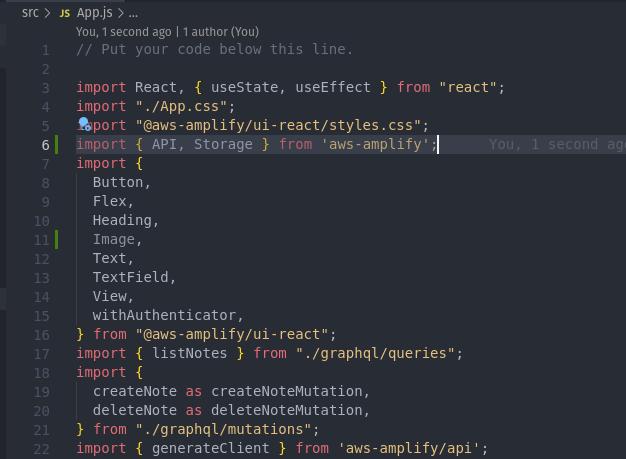 src > JS App.js > ...
You, 1 second ago | 1 author (You)
1 // Put your code below this line.
2
3 import React, { useState, useEffect } from "react";
4 import "./App.css";
5 import "@aws-amplify/ui-react/styles.css";
6 import { API, Storage } from 'aws-amplify'; You, 1 second ago
7 import {
8 Button,
9 Flex,
10 Heading,
11 Image,
12 Text,
13 TextField,
14 View,
15 withAuthenticator,
16 } from "@aws-amplify/ui-react";
17 import { listNotes } from "./graphql/queries";
18 import {
19 createNote as createNoteMutation,
20 deleteNote as deleteNoteMutation,
21 } from "./graphql/mutations";
22 import { generateClient } from 'aws-amplify/api';